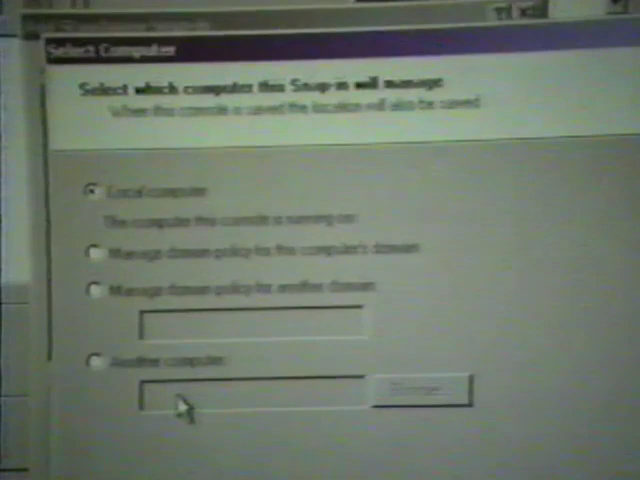 Select Computer
Select which computer this Snap-in will manage
When this console is saved the location will also be saved
Local computer
The computer this console is running on
Manage domain policy for this computer's domain
Manage domain policy for another domain
Another computer